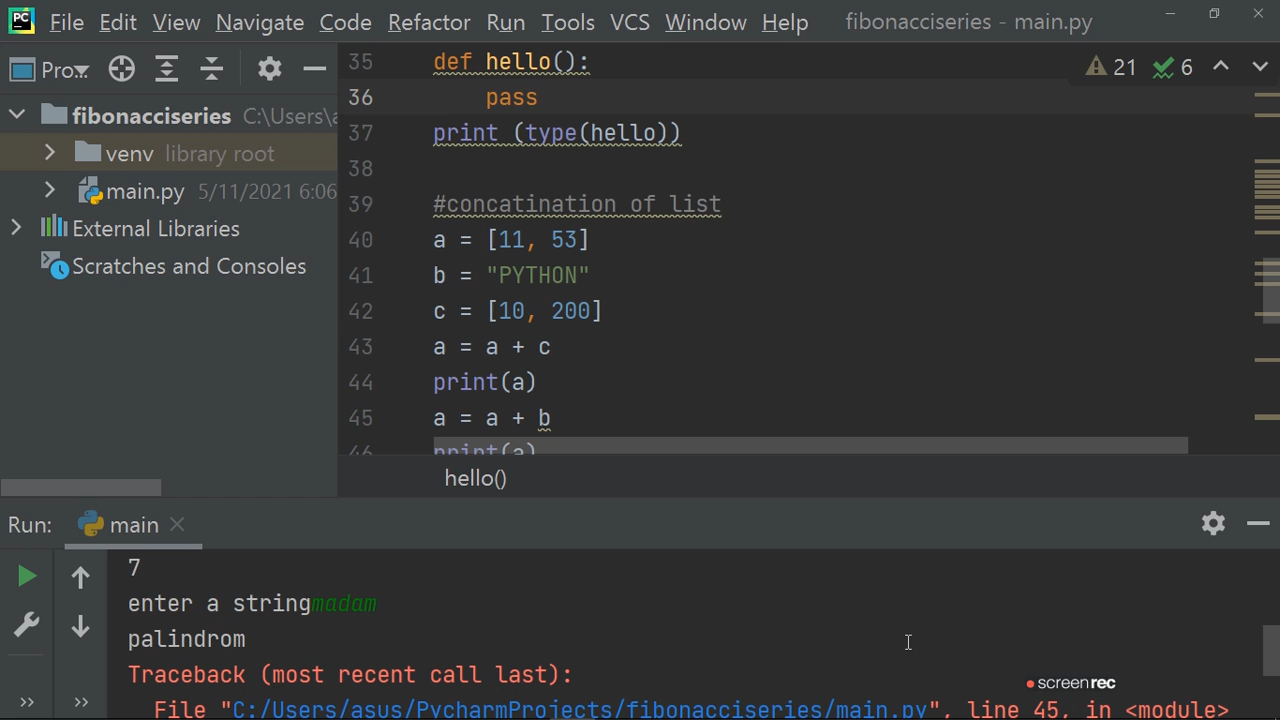 PC File Edit View Navigate Code Refactor Run Tools VCS Window Help fibonacciseries - main.py
Pro..
fibonacciseries C:\Users\a
venv library root
main.py 5/11/2021 6:06
External Libraries
Scratches and Consoles
21 6
35 def hello():
36 pass
37 print (type(hello))
38
39 #concatination of list
40 a = [11, 53]
41 b = "PYTHON"
42 c = [10, 200]
43 a = a + c
44 print(a)
45 a = a + b
46 print(a)
hello()
Run: main
7
enter a stringmadam
palindrom
Traceback (most recent call last):
File "C:/Users/asus/PycharmProjects/fibonacciseries/main.py", line 45, in <module>
screenrec